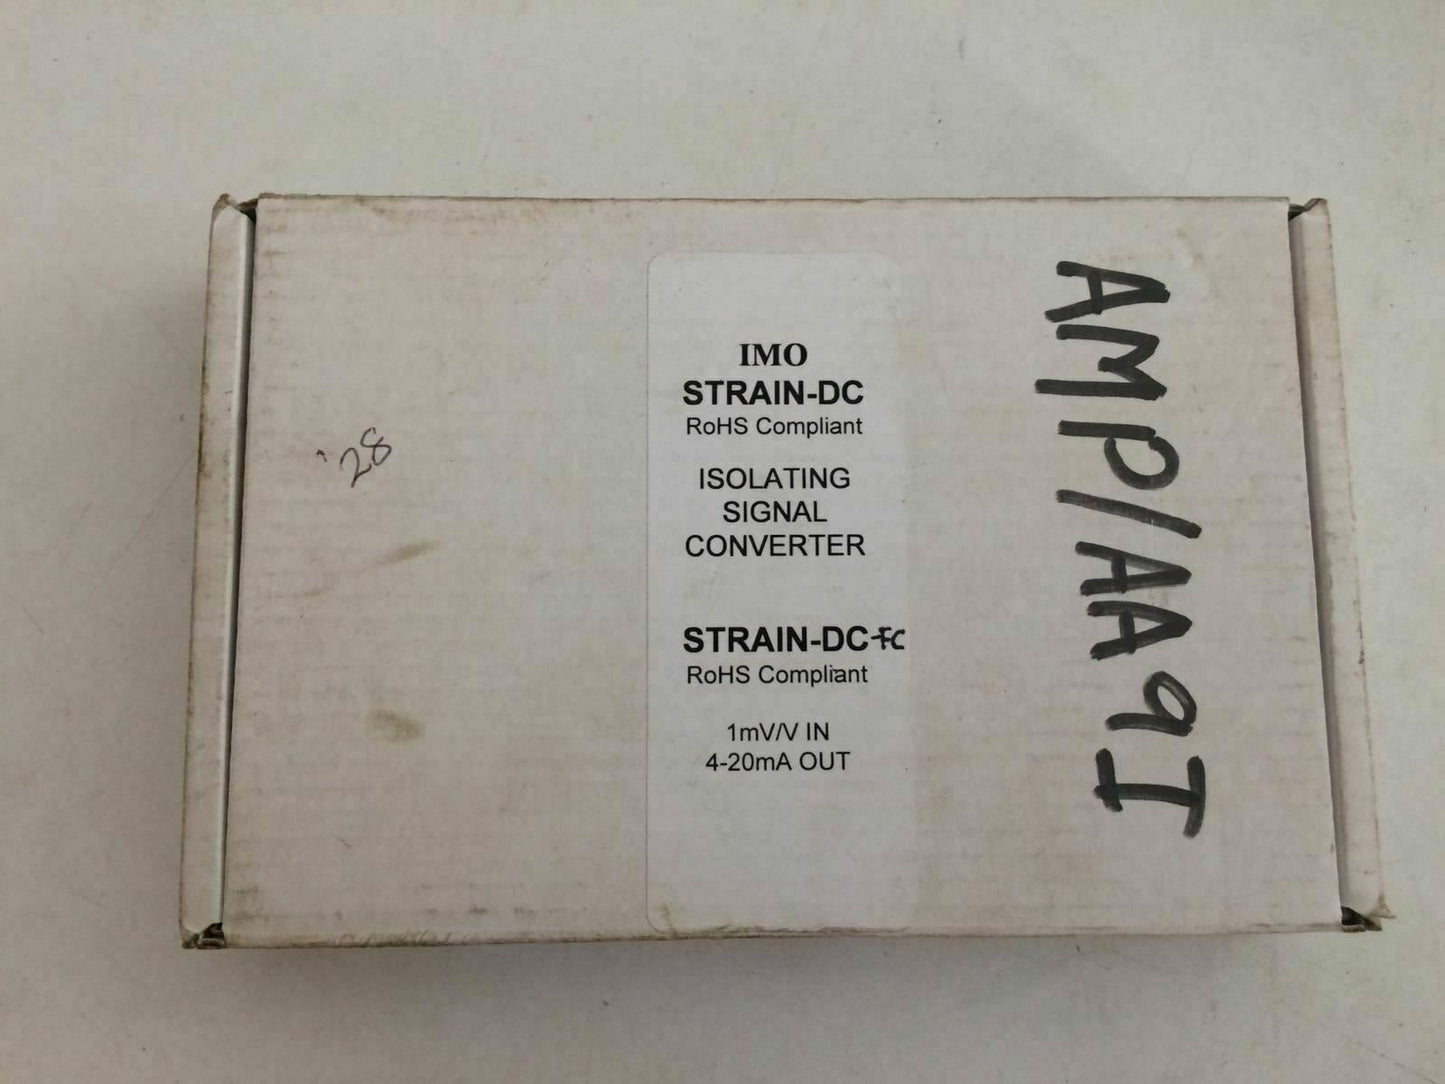 IMO
STRAIN-DC
RoHS Compliant
ISOLATING
SIGNAL
CONVERTER
STRAIN-DC-FC
RoHS Compliant
1mV/V IN
4-20mA OUT
'28
AMP/AA9I